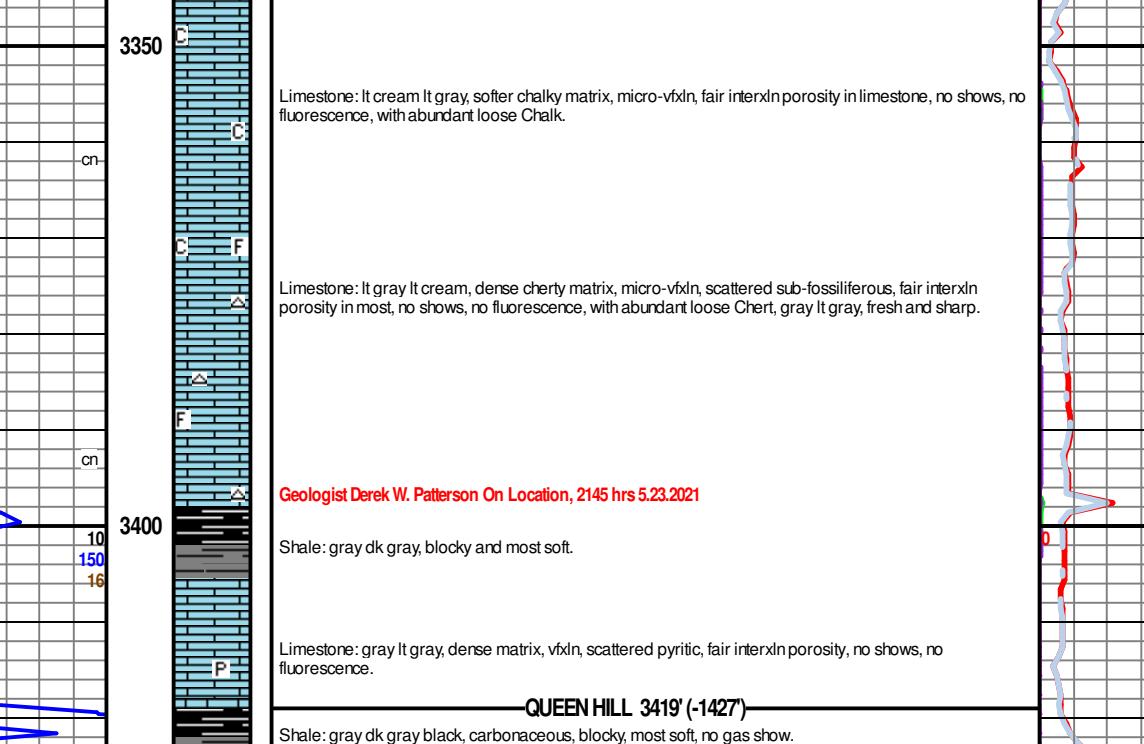 C
3350
Limestone: lt cream lt gray, softer chalky matrix, micro-vfxln, fair interxln porosity in limestone, no shows, no
fluorescence, with abundant loose Chalk.
C
cn
C F
Limestone: lt gray lt cream, dense cherty matrix, micro-vfxln, scattered sub-fossiliferous, fair interxln
porosity in most, no shows, no fluorescence, with abundant loose Chert, gray lt gray, fresh and sharp.
F
cn
Geologist Derek W. Patterson On Location, 2145 hrs 5.23.2021
3400
10
0
Shale: gray dk gray, blocky and most soft.
150
16
Limestone: gray lt gray, dense matrix, vfxln, scattered pyritic, fair interxln porosity, no shows, no
fluorescence.
P
QUEEN HILL 3419' (-1427')
Shale: gray dk gray black, carbonaceous, blocky, most soft, no gas show.